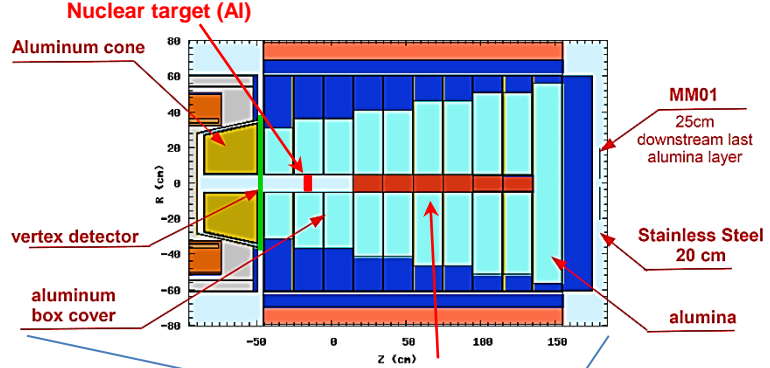 Nuclear target (Al)
Aluminum cone
80
60
40
20
0
-20
-40
-60
-80
R (cm)
MM01
25cm
downstream last
alumina layer
vertex detector
Stainless Steel
20 cm
aluminum
box cover
alumina
-50
0
50
100
150
Z (cm)